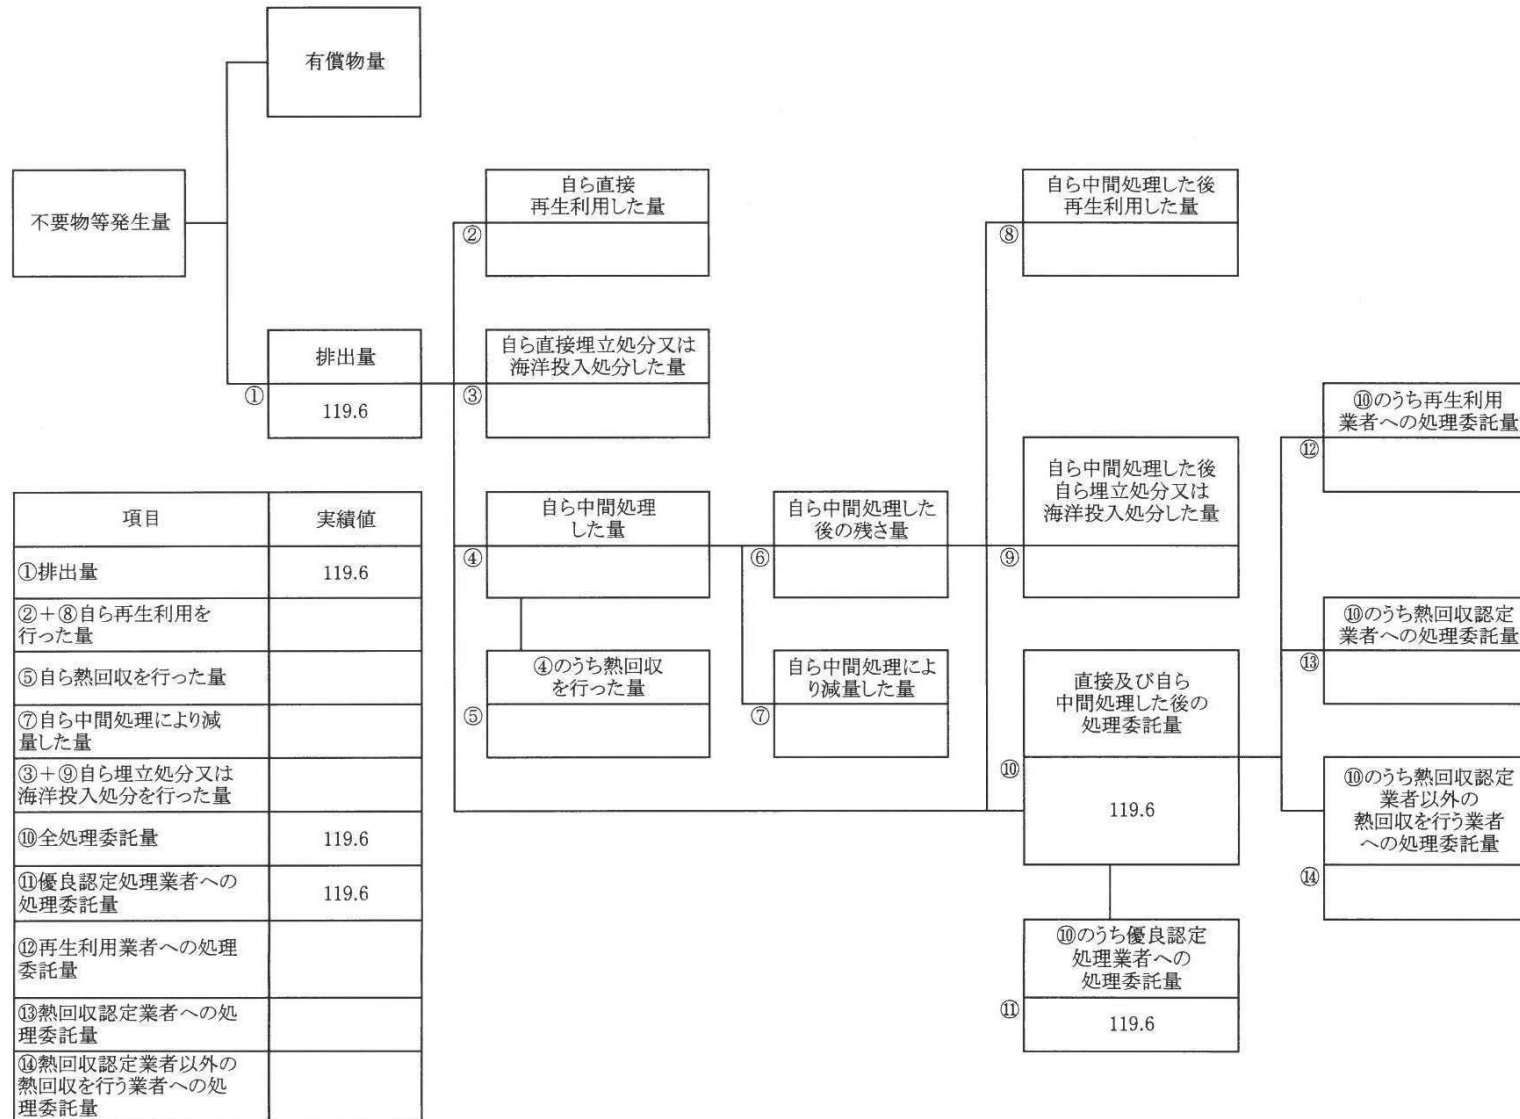 有償物量
不要物等発生量
排出量
①
119.6
自ら直接
再生利用した量
②
自ら直接埋立処分又は
海洋投入処分した量
③
自ら中間処理
した量
④
④のうち熱回収
を行った量
⑤
自ら中間処理した
後の残さ量
⑥
自ら中間処理によ
り減量した量
⑦
自ら中間処理した後
再生利用した量
⑧
自ら中間処理した後
自ら埋立処分又は
海洋投入処分した量
⑨
直接及び自ら
中間処理した後の
処理委託量
⑩
119.6
⑩のうち優良認定
処理業者への
処理委託量
⑪
119.6
⑩のうち再生利用
業者への処理委託量
⑫
⑩のうち熱回収認定
業者への処理委託量
⑬
⑩のうち熱回収認定
業者以外の
熱回収を行う業者
への処理委託量
⑭
項目 実績値
①排出量 119.6
②+⑧自ら再生利用を
行った量
⑤自ら熱回収を行った量
⑦自ら中間処理により減
量した量
③+⑨自ら埋立処分又は
海洋投入処分を行った量
⑩全処理委託量 119.6
⑪優良認定処理業者への
処理委託量 119.6
⑫再生利用業者への処理
委託量
⑬熱回収認定業者への処
理委託量
⑭熱回収認定業者以外の
熱回収を行う業者への処
理委託量